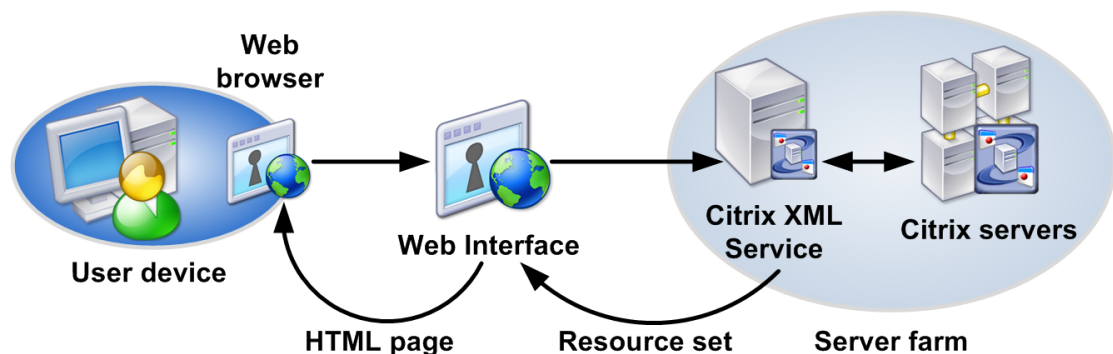 Web
browser
User device
Web Interface
Citrix XML
Service
Citrix servers
HTML page
Resource set
Server farm